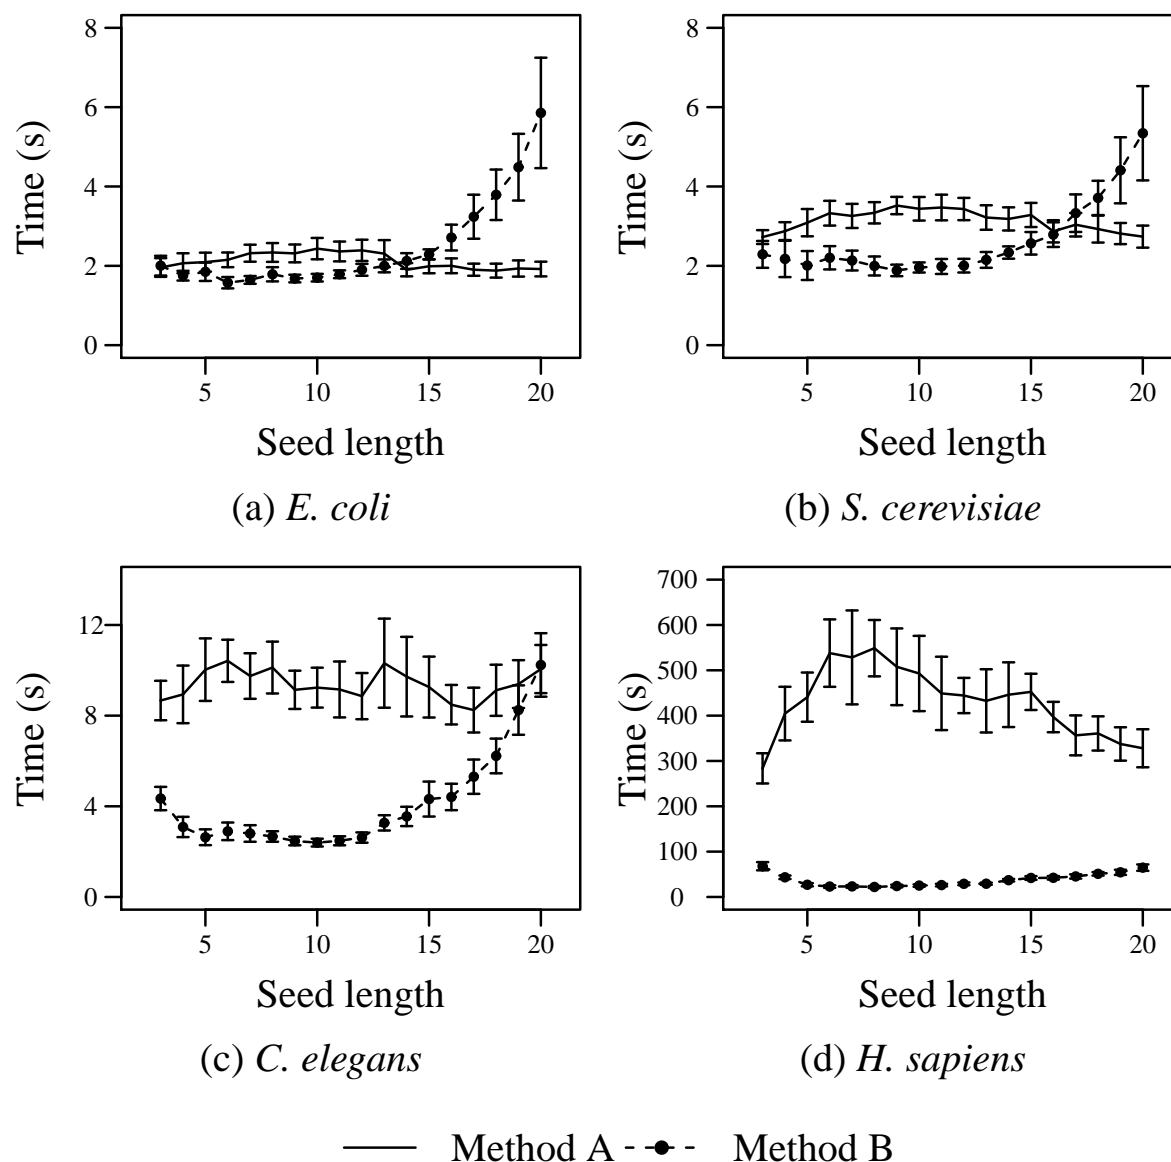 8
6
4
2
0
Time (s)
5 10 15 20
Seed length
(a) E. coli
8
6
4
2
0
Time (s)
5 10 15 20
Seed length
(b) S. cerevisiae
12
8
4
0
Time (s)
5 10 15 20
Seed length
(c) C. elegans
700
600
500
400
300
200
100
0
Time (s)
5 10 15 20
Seed length
(d) H. sapiens
Method A Method B